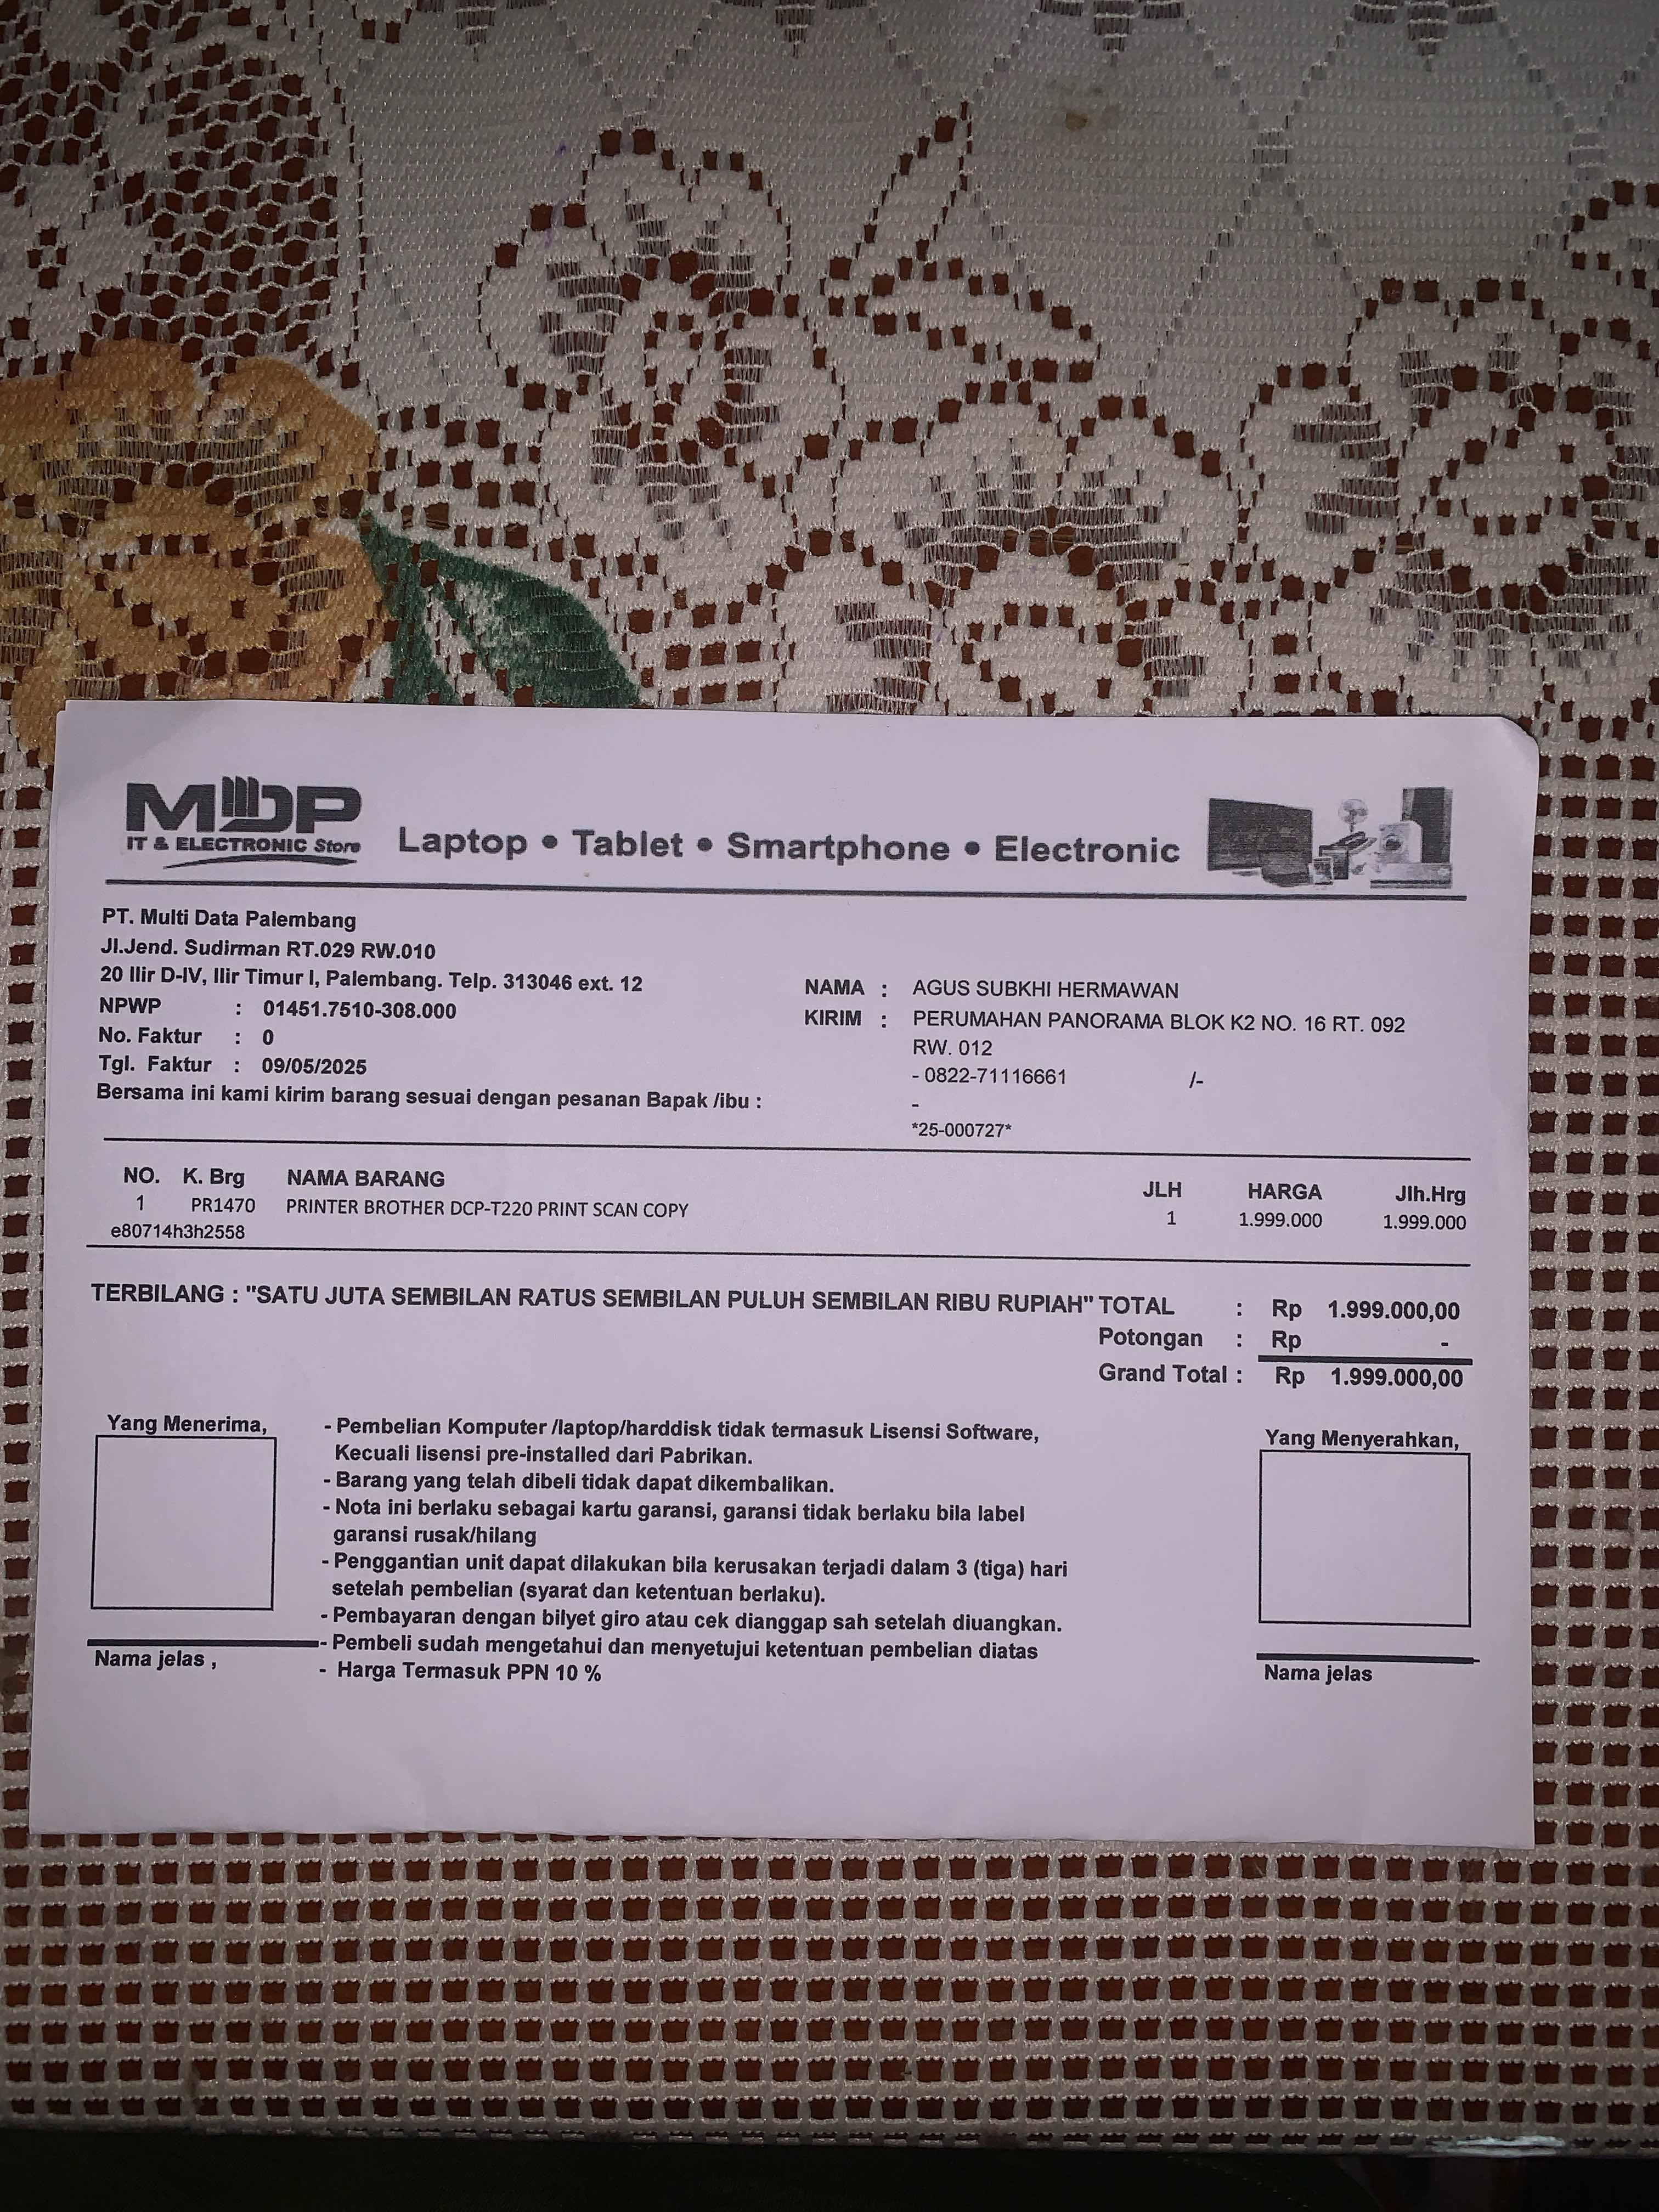 MDP
IT & ELECTRONIC Store
Laptop • Tablet • Smartphone • Electronic
PT. Multi Data Palembang
Jl.Jend. Sudirman RT.029 RW.010
20 Ilir D-IV, Ilir Timur I, Palembang. Telp. 313046 ext. 12
NPWP : 01451.7510-308.000
No. Faktur : 0
Tgl. Faktur : 09/05/2025
Bersama ini kami kirim barang sesuai dengan pesanan Bapak /ibu :
NAMA : AGUS SUBKHI HERMAWAN
KIRIM : PERUMAHAN PANORAMA BLOK K2 NO. 16 RT. 092
RW. 012
- 0822-71116661 /-
-
*25-000727*
NO. K. Brg NAMA BARANG JLH HARGA Jlh.Hrg
1 PR1470 PRINTER BROTHER DCP-T220 PRINT SCAN COPY 1 1.999.000 1.999.000
e80714h3h2558
TERBILANG : "SATU JUTA SEMBILAN RATUS SEMBILAN PULUH SEMBILAN RIBU RUPIAH" TOTAL : Rp 1.999.000,00
Potongan : Rp -
Grand Total : Rp 1.999.000,00
Yang Menerima,
Nama jelas ,
- Pembelian Komputer /laptop/harddisk tidak termasuk Lisensi Software,
Kecuali lisensi pre-installed dari Pabrikan.
- Barang yang telah dibeli tidak dapat dikembalikan.
- Nota ini berlaku sebagai kartu garansi, garansi tidak berlaku bila label
garansi rusak/hilang
- Penggantian unit dapat dilakukan bila kerusakan terjadi dalam 3 (tiga) hari
setelah pembelian (syarat dan ketentuan berlaku).
- Pembayaran dengan bilyet giro atau cek dianggap sah setelah diuangkan.
- Pembeli sudah mengetahui dan menyetujui ketentuan pembelian diatas
- Harga Termasuk PPN 10 %
Yang Menyerahkan,
Nama jelas